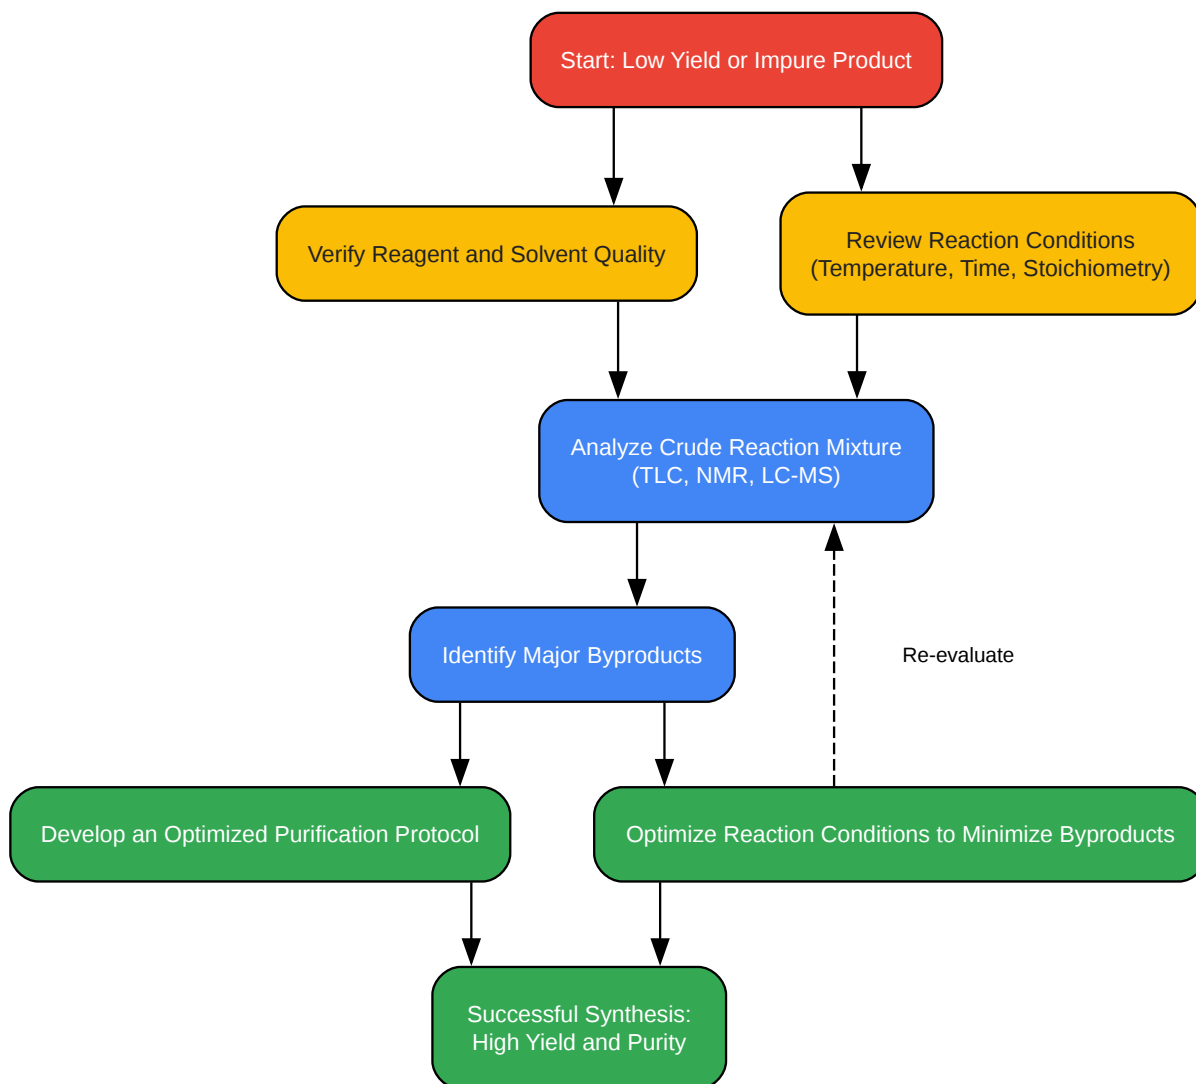 Start: Low Yield or Impure Product
Verify Reagent and Solvent Quality
Review Reaction Conditions
(Temperature, Time, Stoichiometry)
Analyze Crude Reaction Mixture
(TLC, NMR, LC-MS)
Identify Major Byproducts
Re-evaluate
Develop an Optimized Purification Protocol
Optimize Reaction Conditions to Minimize Byproducts
Successful Synthesis:
High Yield and Purity